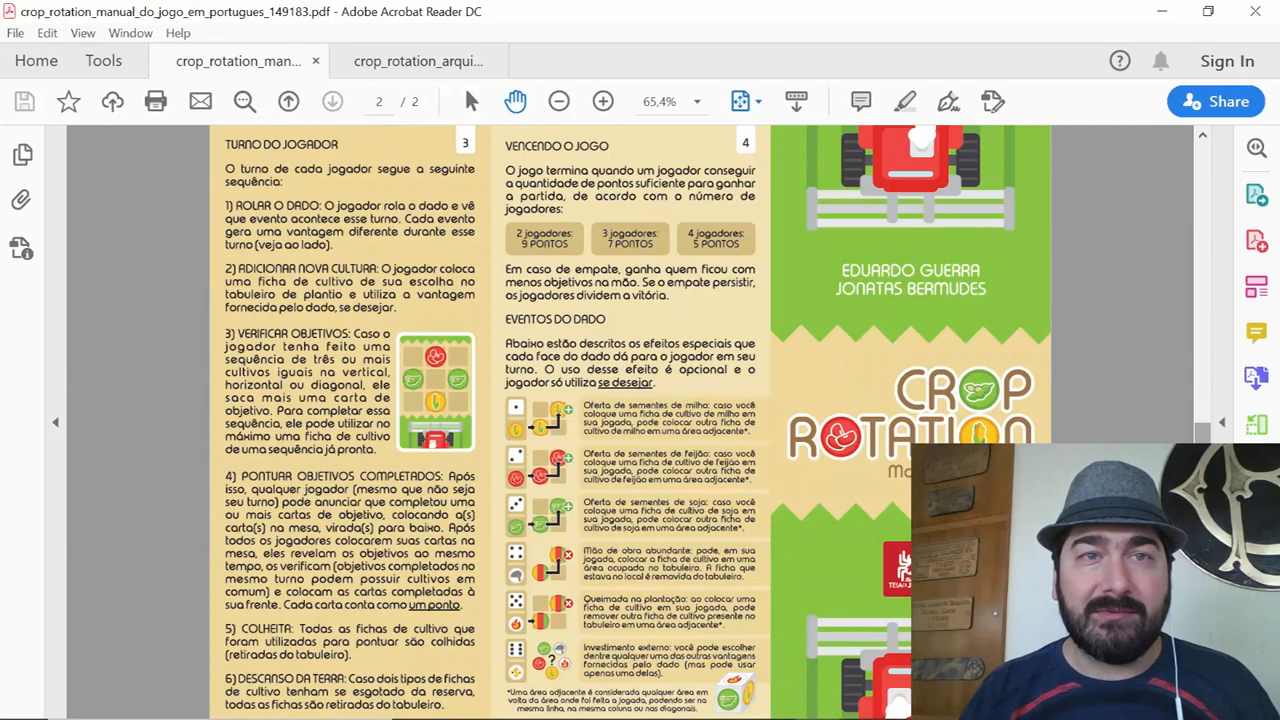 crop_rotation_manual_do_jogo_em_portugues_149183.pdf - Adobe Acrobat Reader DC
File Edit View Window Help
Home Tools crop_rotation_man... × crop_rotation_arqui... Sign In
2 / 2 65,4% Share
TURNO DO JOGADOR 3
O turno de cada jogador segue a seguinte
sequência:
1) ROLAR O DADO: O jogador rola o dado e vê
que evento acontece esse turno. Cada evento
gera uma vantagem diferente durante esse
turno (veja ao lado).
2) ADICIONAR NOVA CULTURA: O jogador coloca
uma ficha de cultivo de sua escolha no
tabuleiro de plantio e utiliza a vantagem
fornecida pelo dado, se desejar.
3) VERIFICAR OBJETIVOS: Caso o
jogador tenha feito uma
sequência de três ou mais
cultivos iguais na vertical,
horizontal ou diagonal, ele
saca mais uma carta de
objetivo. Para completar essa
sequência, ele pode utilizar no
máximo uma ficha de cultivo
de uma sequência já pronta.
4) PONTUAR OBJETIVOS COMPLETADOS: Após
isso, qualquer jogador (mesmo que não seja
seu turno) pode anunciar que completou uma
ou mais cartas de objetivo, colocando a(s)
carta(s) na mesa, virada(s) para baixo. Após
todos os jogadores colocarem suas cartas na
mesa, eles revelam os objetivos ao mesmo
tempo, os verificam (objetivos completados no
mesmo turno podem possuir cultivos em
comum) e colocam as cartas completadas à
sua frente. Cada carta conta como um ponto.
5) COLHEITA: Todas as fichas de cultivo que
foram utilizadas para pontuar são colhidas
(retiradas do tabuleiro).
6) DESCANSO DA TERRA: Caso dois tipos de fichas
de cultivo tenham se esgotado da reserva,
todas as fichas são retiradas do tabuleiro.
VENCENDO O JOGO 4
O jogo termina quando um jogador conseguir
a quantidade de pontos suficiente para ganhar
a partida, de acordo com o número de
jogadores:
2 jogadores: 3 jogadores: 4 jogadores:
9 PONTOS 7 PONTOS 5 PONTOS
Em caso de empate, ganha quem ficou com
menos objetivos na mão. Se o empate persistir,
os jogadores dividem a vitória.
EVENTOS DO DADO
Abaixo estão descritos os efeitos especiais que
cada face do dado dá para o jogador em seu
turno. O uso desse efeito é opcional e o
jogador só utiliza se desejar.
Oferta de sementes de milho: caso você
coloque uma ficha de cultivo de milho em
sua jogada, pode colocar outra ficha de
cultivo de milho em uma área adjacente*.
Oferta de sementes de feijão: caso você
coloque uma ficha de cultivo de feijão em
sua jogada, pode colocar outra ficha de
cultivo de feijão em uma área adjacente*.
Oferta de sementes de soja: caso você
coloque uma ficha de cultivo de soja em
sua jogada, pode colocar outra ficha de
cultivo de soja em uma área adjacente*.
Mão de obra abundante: pode, em sua
jogada, colocar a ficha de cultivo em uma
área ocupada no tabuleiro. A ficha que
estava no local é removida do tabuleiro.
Queimada na plantação: ao colocar uma
ficha de cultivo em sua jogada, pode
remover outra ficha de cultivo presente no
tabuleiro em uma área adjacente*.
Investimento externo: você pode escolher
dentre qualquer uma das outras vantagens
fornecidas pelo dado (mas pode usar
apenas uma delas).
*Uma área adjacente é considerada qualquer área em
volta da área onde foi feita a jogada, podendo ser na
mesma linha, na mesma coluna ou nas diagonais.
EDUARDO GUERRA
JONATAS BERMUDES
CROP
ROTATION